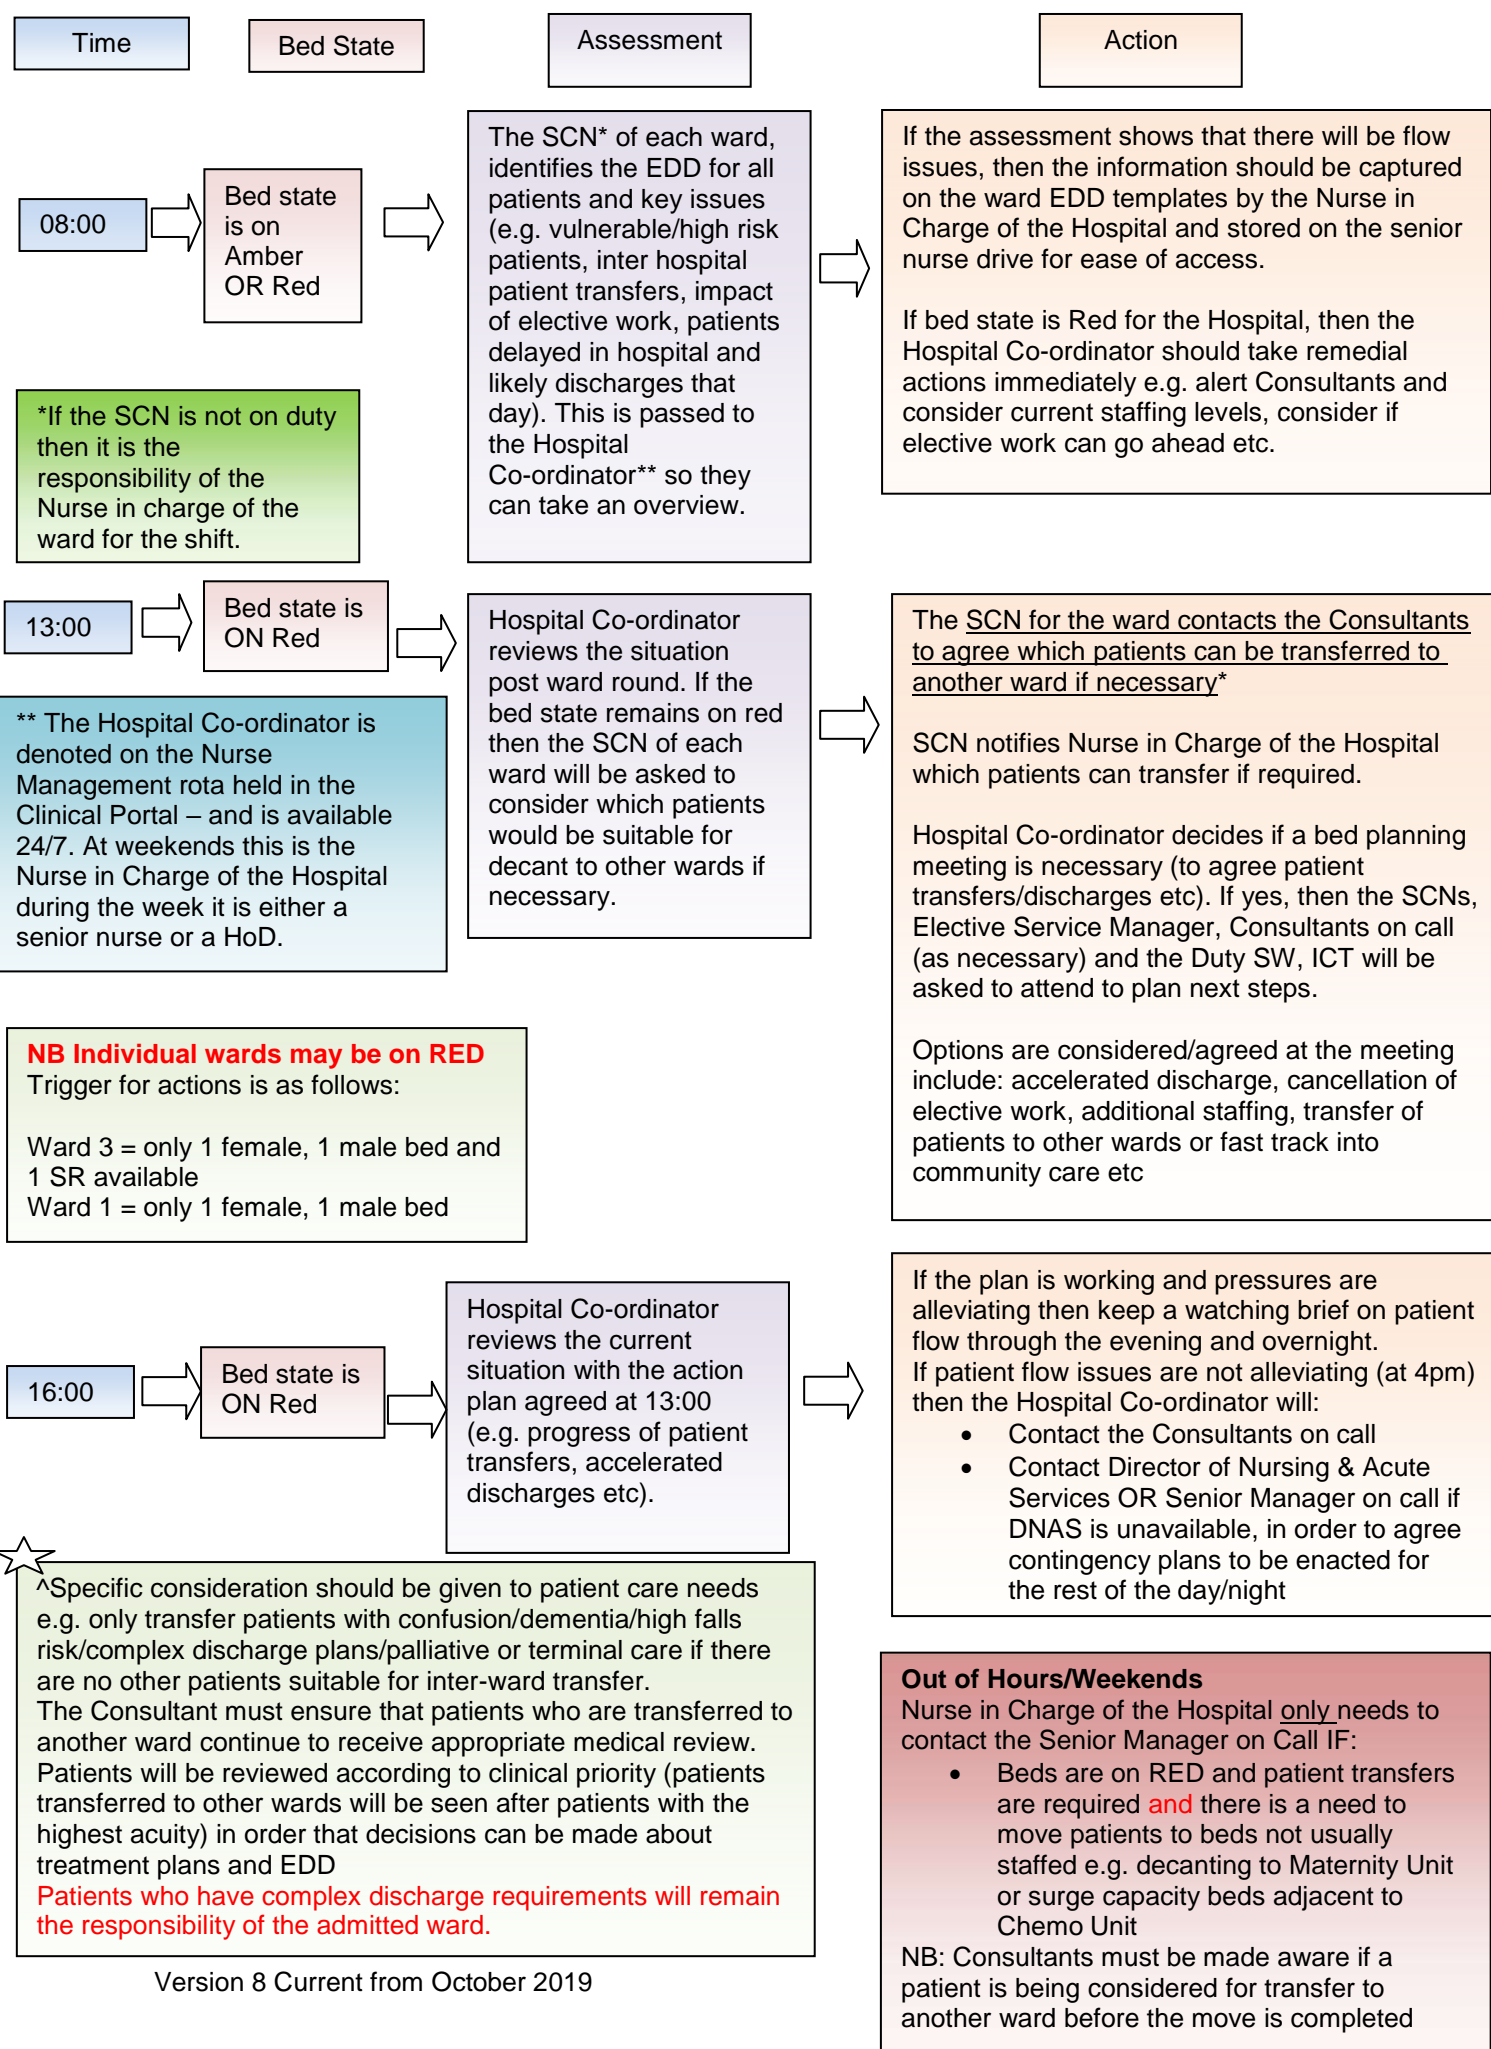 Time
Bed State
Assessment
Action
08:00
Bed state
is on
Amber
OR Red
The SCN* of each ward,
identifies the EDD for all
patients and key issues
(e.g. vulnerable/high risk
patients, inter hospital
patient transfers, impact
of elective work, patients
delayed in hospital and
likely discharges that
day). This is passed to
the Hospital
Co-ordinator** so they
can take an overview.
If the assessment shows that there will be flow
issues, then the information should be captured
on the ward EDD templates by the Nurse in
Charge of the Hospital and stored on the senior
nurse drive for ease of access.
If bed state is Red for the Hospital, then the
Hospital Co-ordinator should take remedial
actions immediately e.g. alert Consultants and
consider current staffing levels, consider if
elective work can go ahead etc.
*If the SCN is not on duty
then it is the
responsibility of the
Nurse in charge of the
ward for the shift.
13:00
Bed state is
ON Red
Hospital Co-ordinator
reviews the situation
post ward round. If the
bed state remains on red
then the SCN of each
ward will be asked to
consider which patients
would be suitable for
decant to other wards if
necessary.
The SCN for the ward contacts the Consultants
to agree which patients can be transferred to
another ward if necessary*
SCN notifies Nurse in Charge of the Hospital
which patients can transfer if required.
Hospital Co-ordinator decides if a bed planning
meeting is necessary (to agree patient
transfers/discharges etc). If yes, then the SCNs,
Elective Service Manager, Consultants on call
(as necessary) and the Duty SW, ICT will be
asked to attend to plan next steps.
Options are considered/agreed at the meeting
include: accelerated discharge, cancellation of
elective work, additional staffing, transfer of
patients to other wards or fast track into
community care etc
** The Hospital Co-ordinator is
denoted on the Nurse
Management rota held in the
Clinical Portal – and is available
24/7. At weekends this is the
Nurse in Charge of the Hospital
during the week it is either a
senior nurse or a HoD.
NB Individual wards may be on RED
Trigger for actions is as follows:
Ward 3 = only 1 female, 1 male bed and
1 SR available
Ward 1 = only 1 female, 1 male bed
16:00
Bed state is
ON Red
Hospital Co-ordinator
reviews the current
situation with the action
plan agreed at 13:00
(e.g. progress of patient
transfers, accelerated
discharges etc).
If the plan is working and pressures are
alleviating then keep a watching brief on patient
flow through the evening and overnight.
If patient flow issues are not alleviating (at 4pm)
then the Hospital Co-ordinator will:
• Contact the Consultants on call
• Contact Director of Nursing & Acute
Services OR Senior Manager on call if
DNAS is unavailable, in order to agree
contingency plans to be enacted for
the rest of the day/night
^Specific consideration should be given to patient care needs
e.g. only transfer patients with confusion/dementia/high falls
risk/complex discharge plans/palliative or terminal care if there
are no other patients suitable for inter-ward transfer.
The Consultant must ensure that patients who are transferred to
another ward continue to receive appropriate medical review.
Patients will be reviewed according to clinical priority (patients
transferred to other wards will be seen after patients with the
highest acuity) in order that decisions can be made about
treatment plans and EDD
Patients who have complex discharge requirements will remain
the responsibility of the admitted ward.
Out of Hours/Weekends
Nurse in Charge of the Hospital only needs to
contact the Senior Manager on Call IF:
• Beds are on RED and patient transfers
are required and there is a need to
move patients to beds not usually
staffed e.g. decanting to Maternity Unit
or surge capacity beds adjacent to
Chemo Unit
NB: Consultants must be made aware if a
patient is being considered for transfer to
another ward before the move is completed
Version 8 Current from October 2019